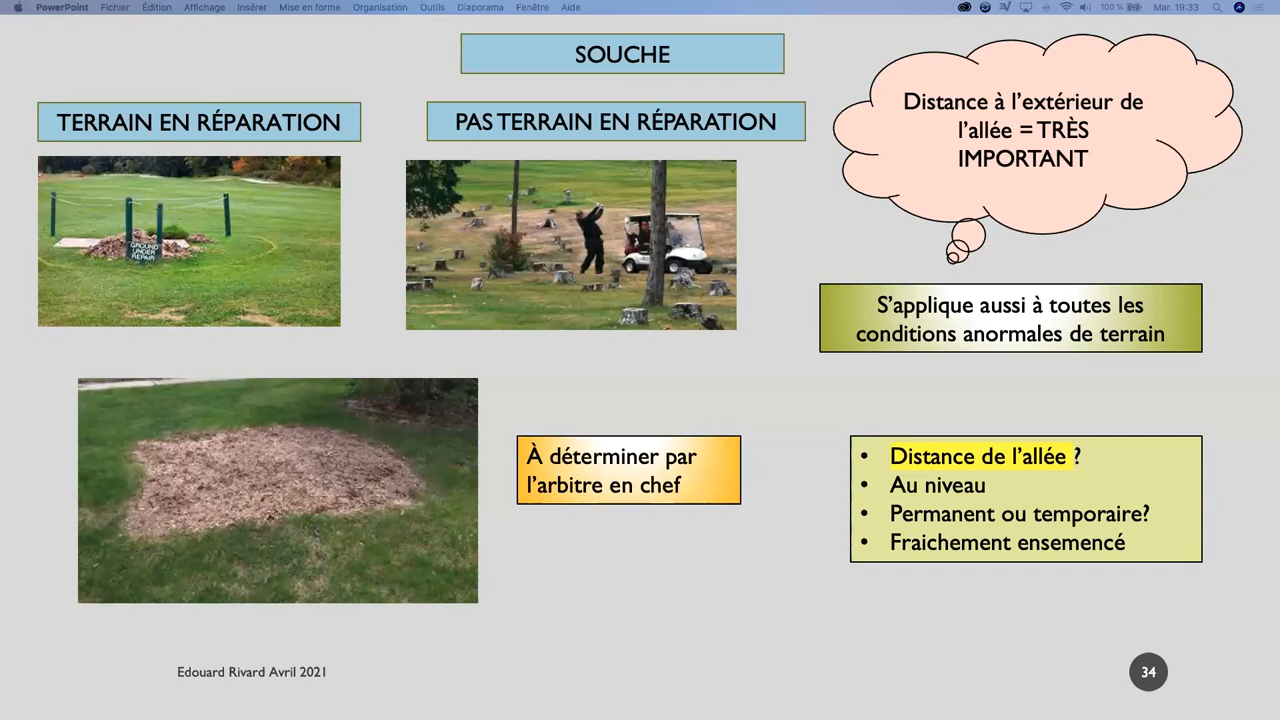 PowerPoint Fichier Édition Affichage Insérer Mise en forme Organisation Outils Diaporama Fenêtre Aide 100 % Mar. 19:33
SOUCHE
TERRAIN EN RÉPARATION
PAS TERRAIN EN RÉPARATION
Distance à l’extérieur de
l’allée = TRÈS
IMPORTANT
GROUND
UNDER
REPAIR
S’applique aussi à toutes les
conditions anormales de terrain
À déterminer par
l’arbitre en chef
• Distance de l’allée ?
• Au niveau
• Permanent ou temporaire?
• Fraichement ensemencé
Edouard Rivard Avril 2021
34